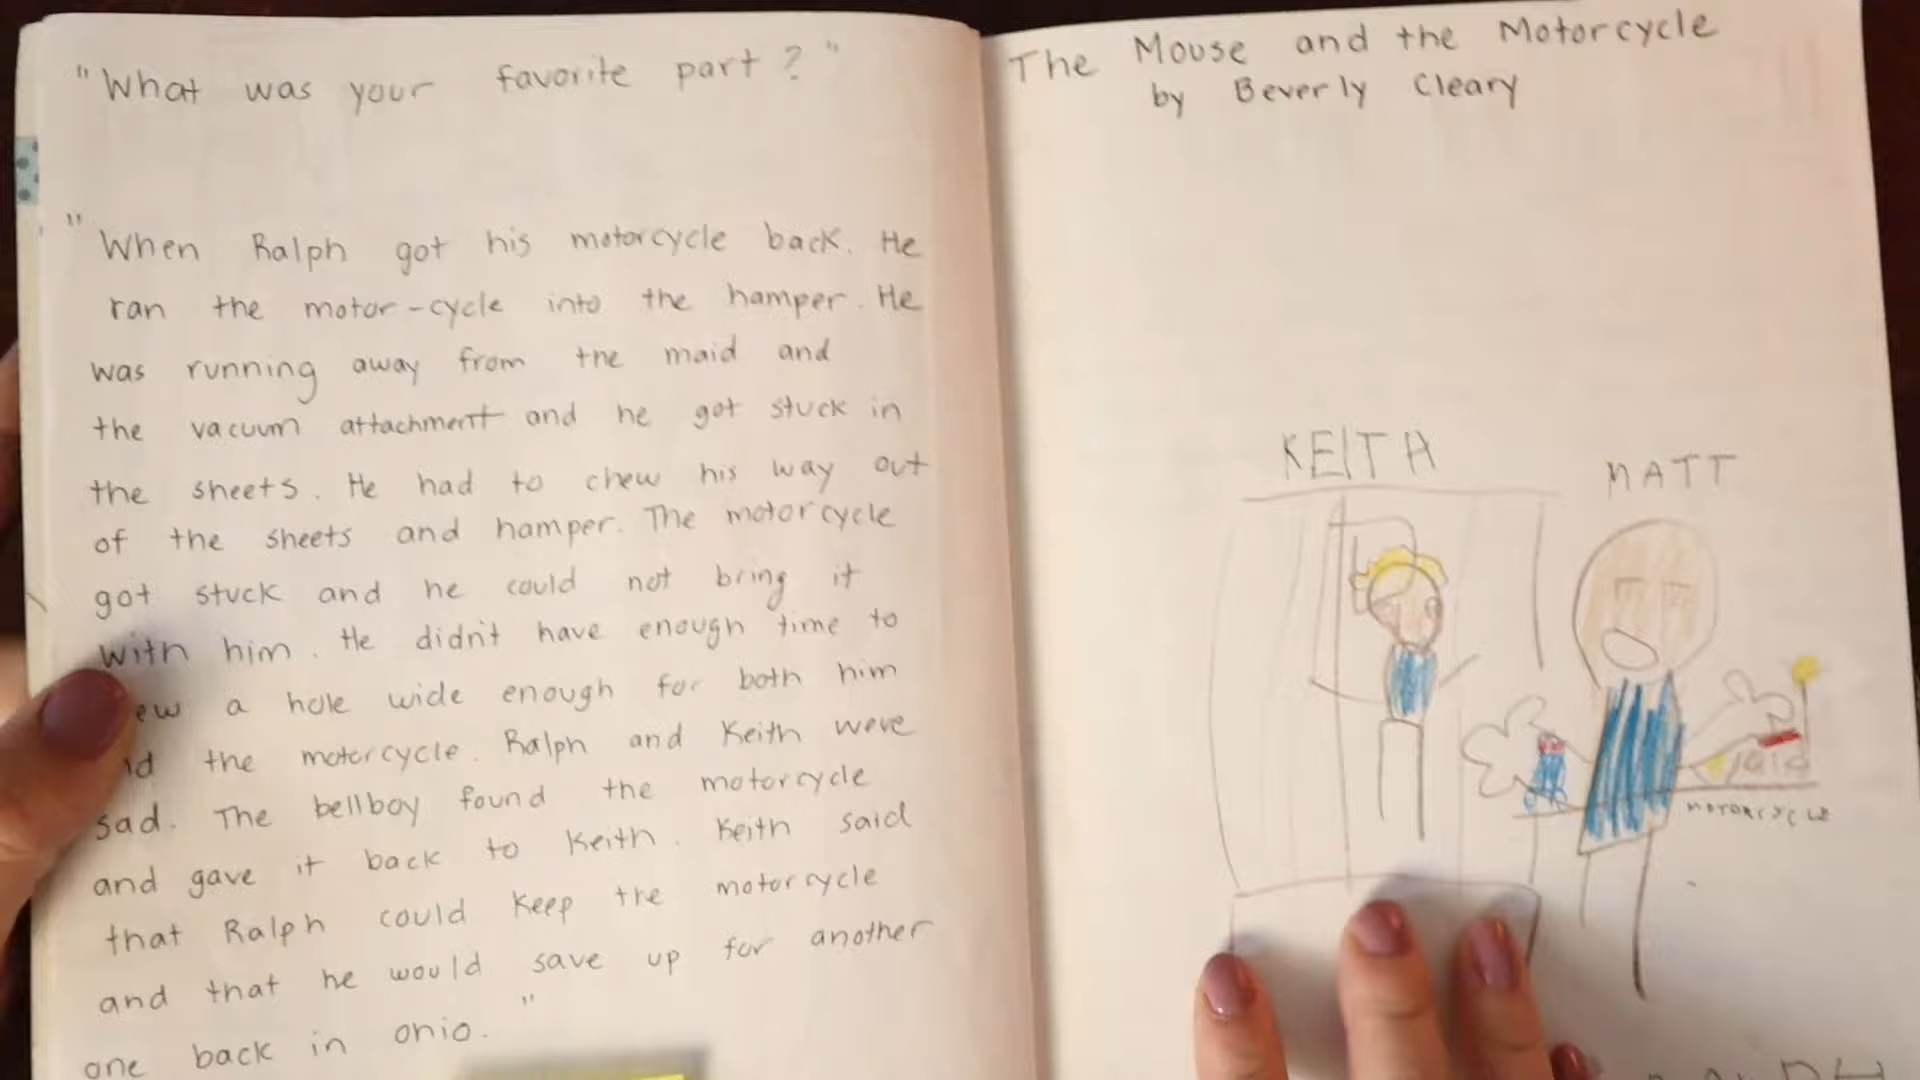 "What was your favorite part?"
"When Ralph got his motorcycle back. He
ran the motor-cycle into the hamper. He
was running away from the maid and
the vacuum attachment and he got stuck in
the sheets. He had to chew his way out
of the sheets and hamper. The motorcycle
got stuck and he could not bring it
with him. He didn't have enough time to
a hole wide enough for both him
the motorcycle. Ralph and Keith were
sad. The bellboy found the motorcycle
and gave it back to Keith. Keith said
that Ralph could keep the motorcycle
and that he would save up for another
one back in ohio."
The Mouse and the Motorcycle
by Beverly Cleary
KEITH
MATT
MOTORCYCLE